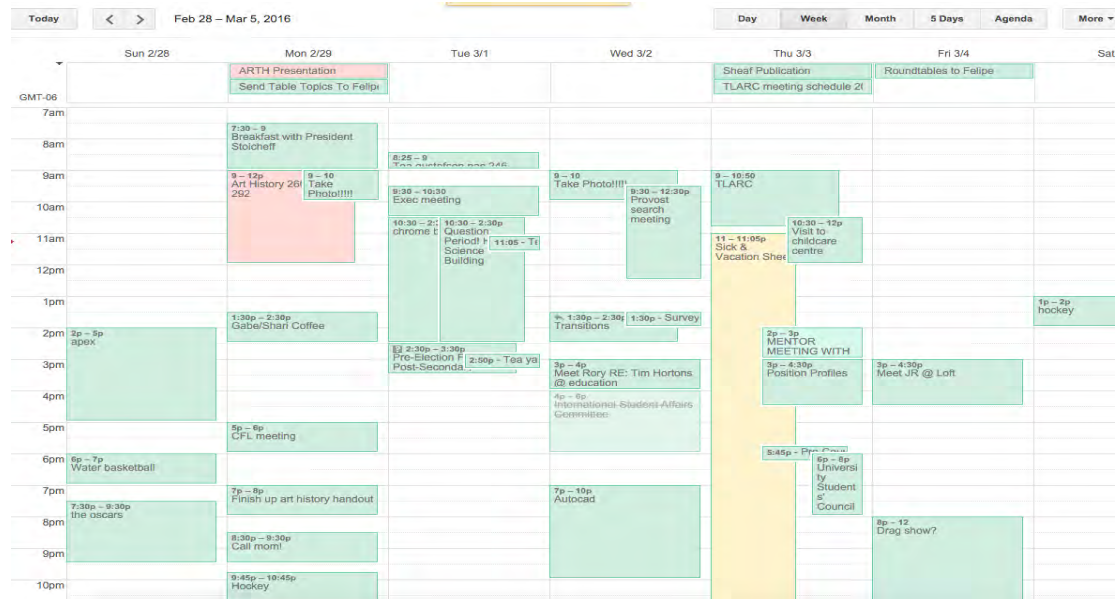 Today < > Feb 28 – Mar 5, 2016 Day Week Month 5 Days Agenda More
Sun 2/28 Mon 2/29 Tue 3/1 Wed 3/2 Thu 3/3 Fri 3/4 Sat
GMT-06
ARTH Presentation
Send Table Topics To Felip
Sheaf Publication
TLARC meeting schedule 20
Roundtables to Felipe
7am
8am
9am
10am
11am
12pm
1pm
2pm
3pm
4pm
5pm
6pm
7pm
8pm
9pm
10pm
2p – 5p
apex
6p – 7p
Water basketball
7:30p – 9:30p
the oscars
7:30 – 9
Breakfast with President
Stoicheff
9 – 12p
Art History 26
292
9 – 10
Take
Photo!!!!!
1:30p – 2:30p
Gabe/Shari Coffee
5p – 6p
CFL meeting
7p – 8p
Finish up art history handout
8:30p – 9:30p
Call mom!
9:45p – 10:45p
Hockey
8:25 – 9
9:30 – 10:30
Exec meeting
10:30 – 2:
chrome
10:30 – 2:30p
Question
Period!
Science
Building
11:05 -
2:30p – 3:30p
Pre-Election
Post-Seconda
2:50p - Tea ya
9 – 10
Take Photo!!!!!
9:30 – 12:30p
Provost
search
meeting
1:30p – 2:30p
Transitions
1:30p - Survey
3p – 4p
Meet Rory RE: Tim Hortons
@ education
4p – 6p
International Student Affairs
Committee
7p – 10p
Autocad
9 – 10:50
TLARC
10:30 – 12p
Visit to
childcare
centre
11 – 11:05p
Sick &
Vacation Shee
2p – 3p
MENTOR
MEETING WITH
3p – 4:30p
Position Profiles
5:45p -
6p – 8p
Universi
ty
Student
s'
Council
3p – 4:30p
Meet JR @ Loft
8p – 12
Drag show?
1p – 2p
hockey